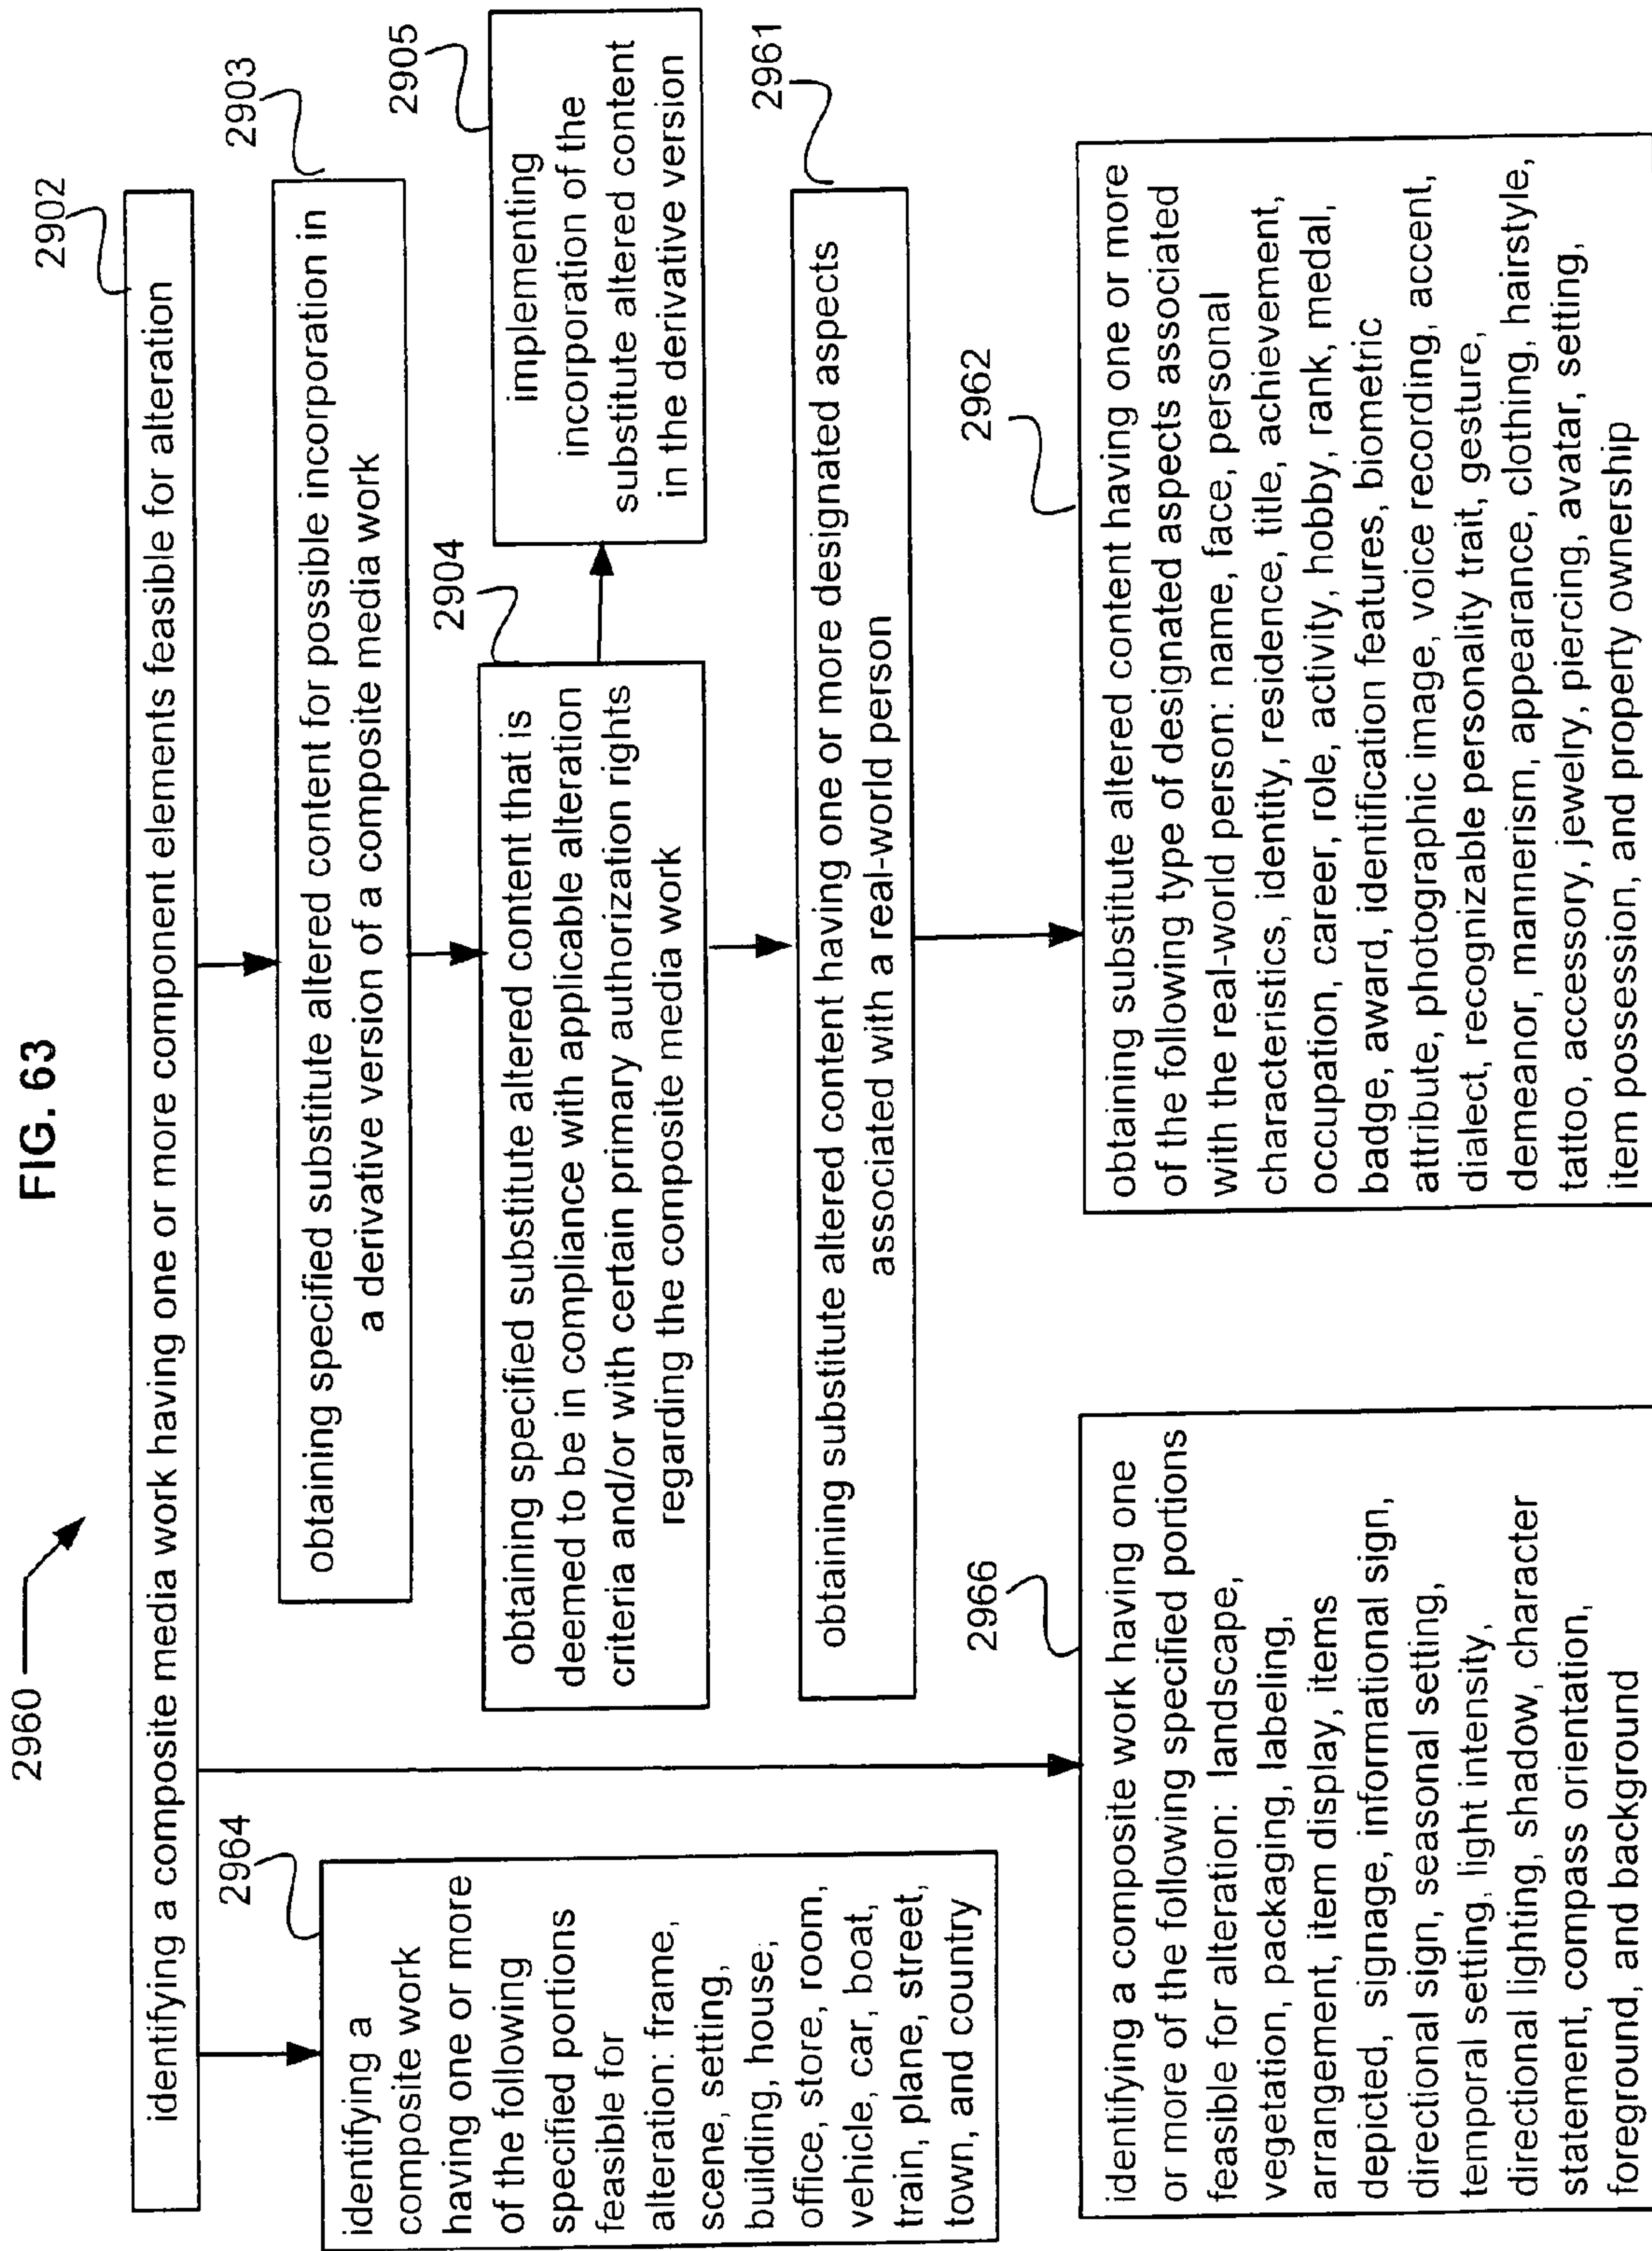 FIG. 63
2960
2902
identifying a composite media work having one or more component elements feasible for alteration
2903
obtaining specified substitute altered content for possible incorporation in
a derivative version of a composite media work
2904
obtaining specified substitute altered content that is
deemed to be in compliance with applicable alteration
criteria and/or with certain primary authorization rights
regarding the composite media work
2905
implementing
incorporation of the
substitute altered content
in the derivative version
2961
obtaining substitute altered content having one or more designated aspects
associated with a real-world person
2964
identifying a
composite work
having one or more
of the following
specified portions
feasible for
alteration: frame,
scene, setting,
building, house,
office, store, room,
vehicle, car, boat,
train, plane, street,
town, and country
2966
identifying a composite work having one
or more of the following specified portions
feasible for alteration: landscape,
vegetation, packaging, labeling,
arrangement, item display, items
depicted, signage, informational sign,
directional sign, seasonal setting,
temporal setting, light intensity,
directional lighting, shadow, character
statement, compass orientation,
foreground, and background
2962
obtaining substitute altered content having one or more
of the following type of designated aspects associated
with the real-world person: name, face, personal
characteristics, identity, residence, title, achievement,
occupation, career, role, activity, hobby, rank, medal,
badge, award, identification features, biometric
attribute, photographic image, voice recording, accent,
dialect, recognizable personality trait, gesture,
demeanor, mannerism, appearance, clothing, hairstyle,
tattoo, accessory, jewelry, piercing, avatar, setting,
item possession, and property ownership